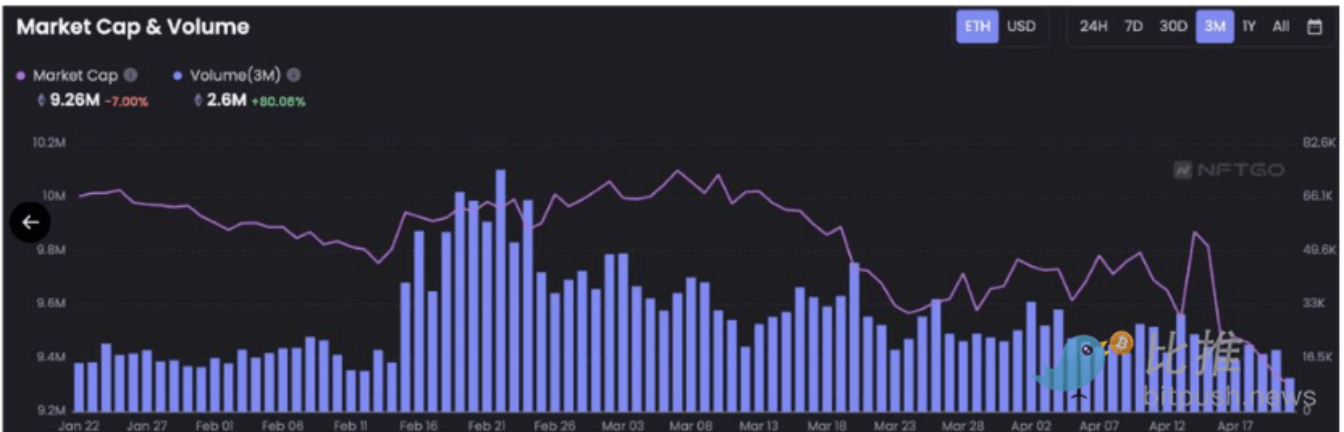 Market Cap & Volume
ETH USD 24H 7D 30D 3M 1Y All
Market Cap Volume(3M)
9.26M -7.00% 2.6M +80.06%
10.2M 82.6K
NFTGO
10M 66.1K
9.8M 49.6K
9.6M 33K
比推
9.4M 16.5K
bitpush.news
9.2M 0
Jan 22 Jan 27 Feb 01 Feb 06 Feb 11 Feb 16 Feb 21 Feb 26 Mar 03 Mar 08 Mar 13 Mar 18 Mar 23 Mar 28 Apr 02 Apr 07 Apr 12 Apr 17